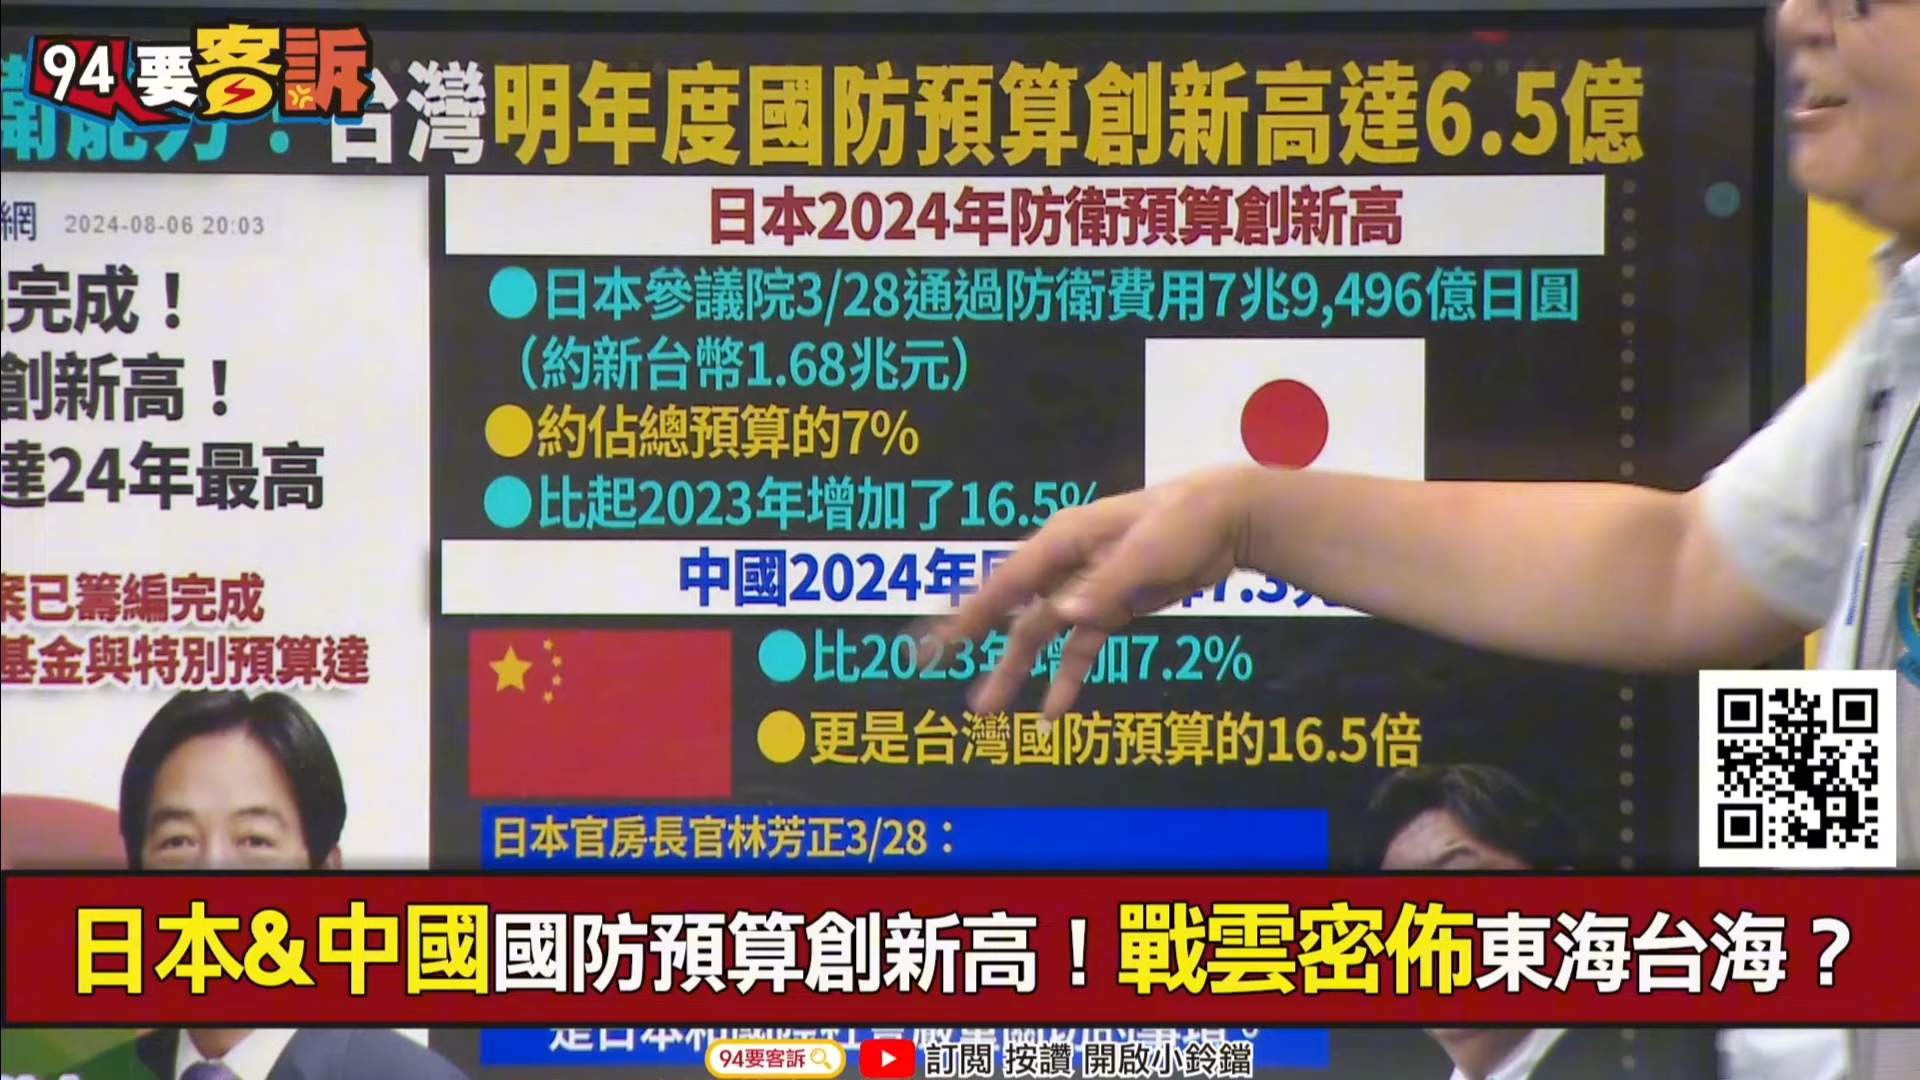 94要客訴
衛能力！台灣明年度國防預算創新高達6.5億
網 2024-08-06 20:03
完成！
創新高！
達24年最高
案已籌編完成
基金與特別預算達
日本2024年防衛預算創新高
●日本參議院3/28通過防衛費用7兆9,496億日圓
（約新台幣1.68兆元）
●約佔總預算的7%
●比起2023年增加了16.5%
中國2024年 7.3兆
●比2023年增加7.2%
●更是台灣國防預算的16.5倍
日本官房長官林芳正3/28：
日本&中國國防預算創新高！戰雲密佈東海台海？
94要客訴 訂閱 按讚 開啟小鈴鐺